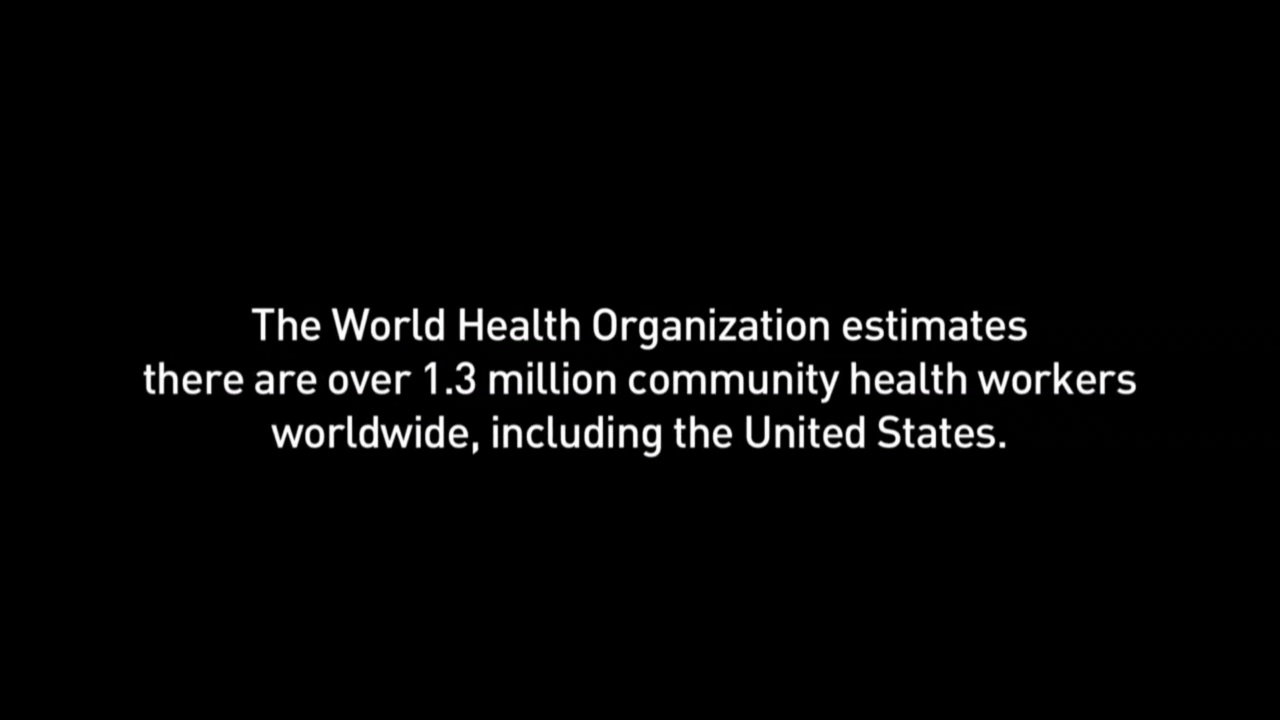 The World Health Organization estimates
there are over 1.3 million community health workers
worldwide, including the United States.